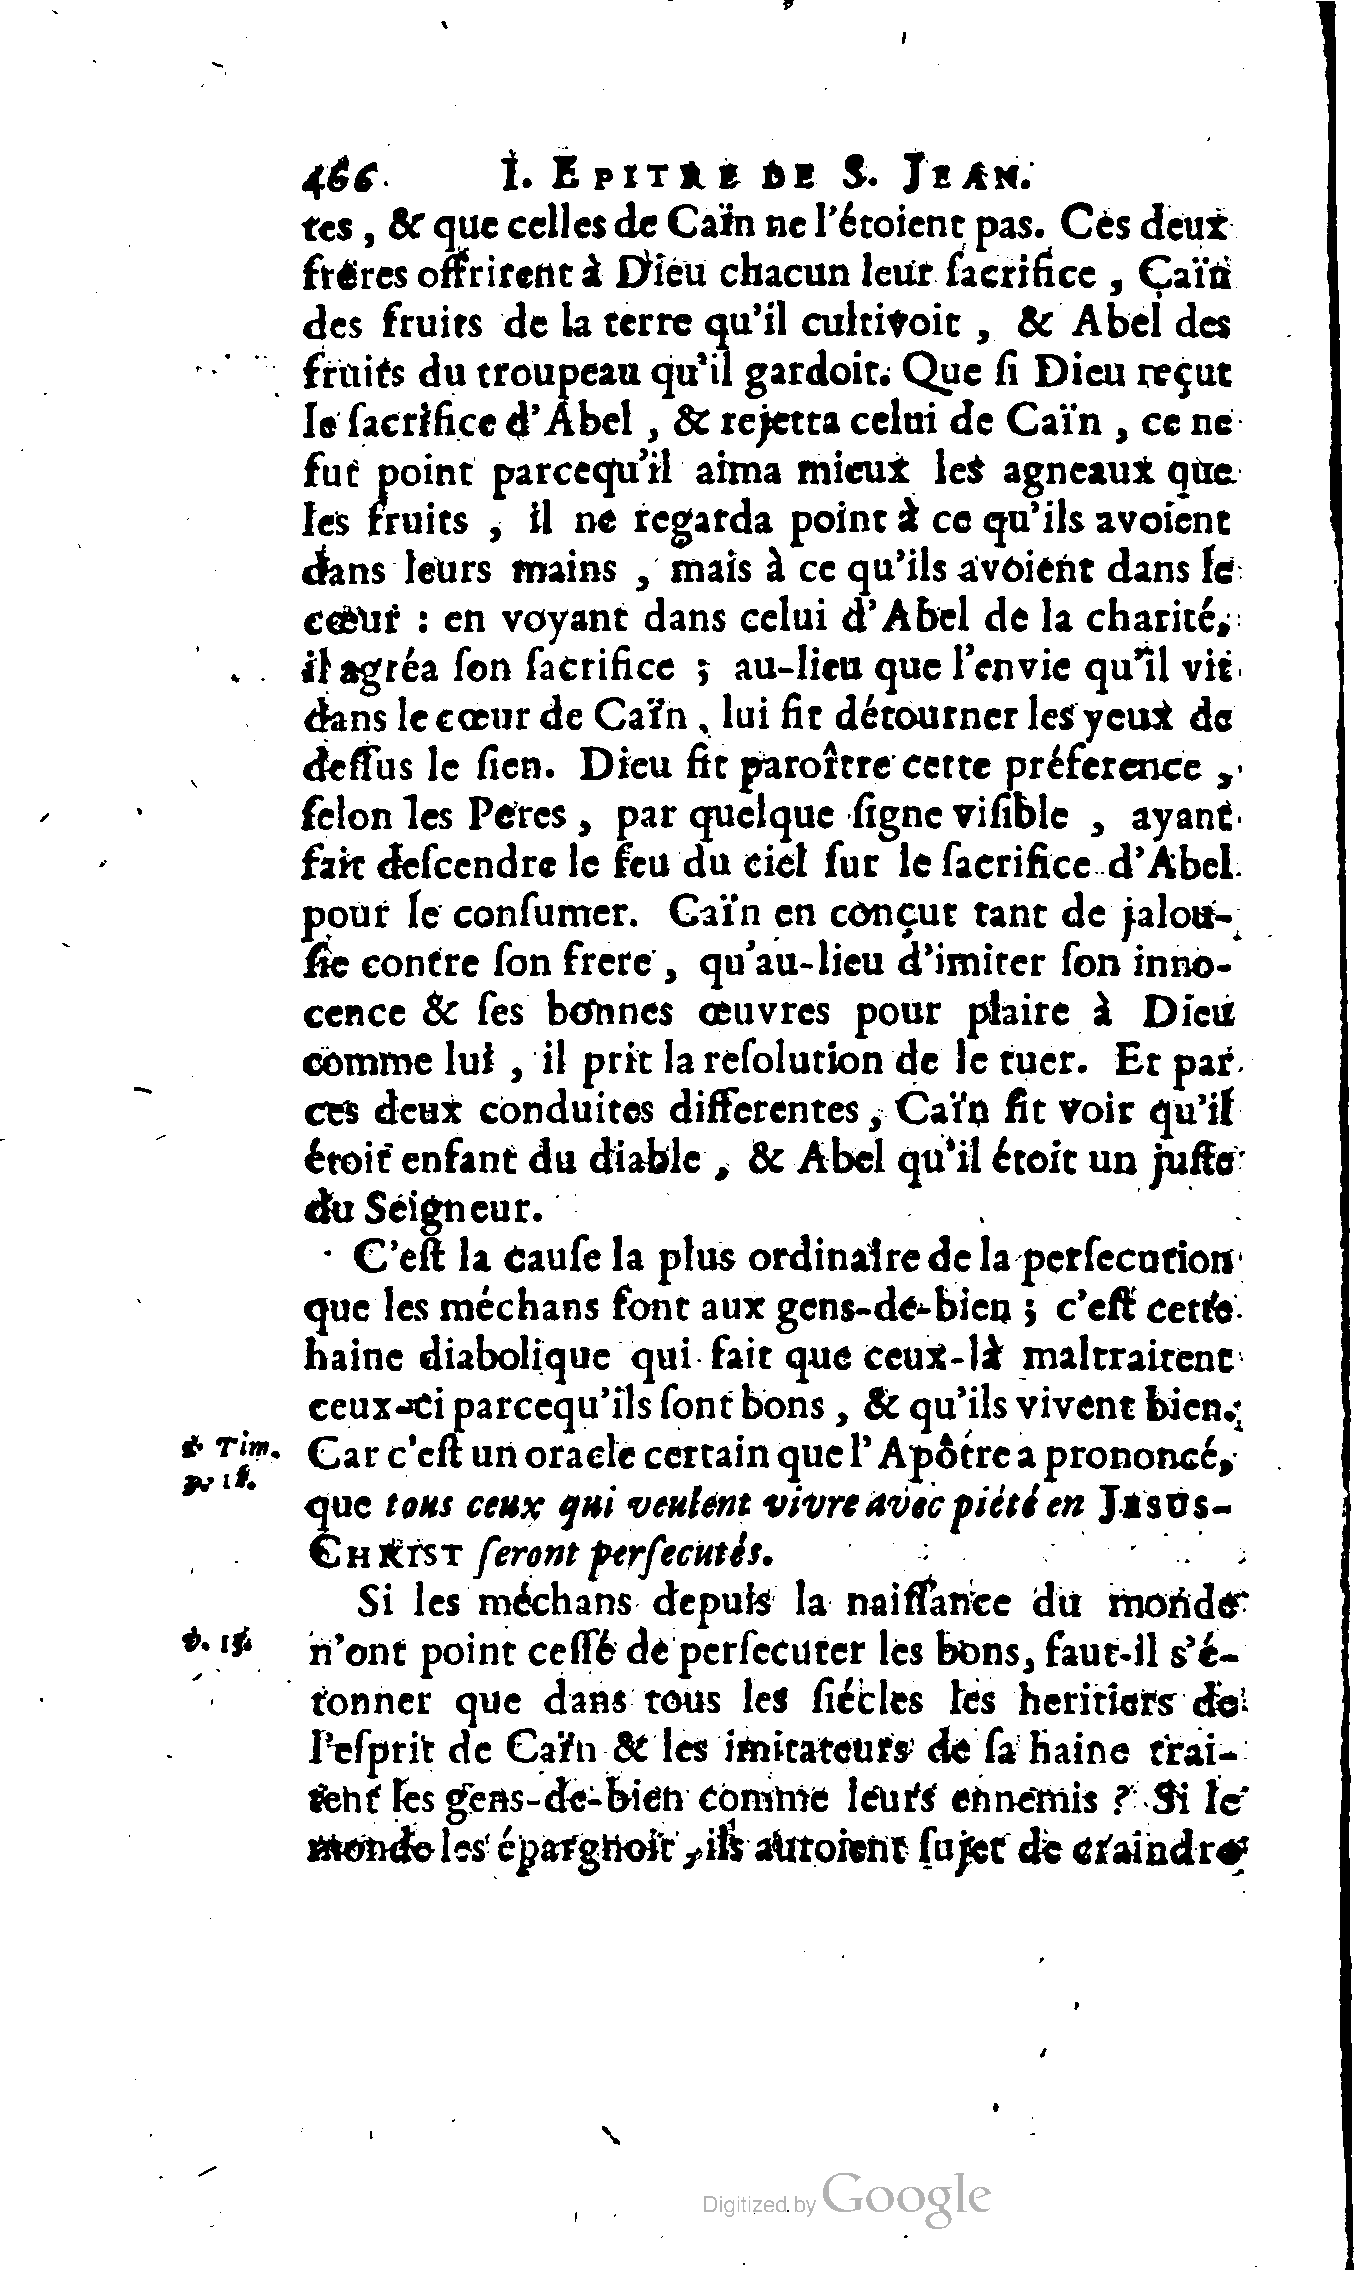 466. I. EPITRE DE S. JEAN.
tes, & que celles de Caïn ne l'étoient pas. Ces deux
fréres offrirent à Dieu chacun leur ſacrifice, Caïn
des fruits de la terre qu'il cultivoit, & Abel des
fruits du troupeau qu'il gardoit. Que ſi Dieu reçut
le ſacrifice d'Abel, & rejetta celui de Caïn, ce ne
fut point parcequ'il aima mieux les agneaux que
les fruits, il ne regarda point à ce qu'ils avoient
dans leurs mains, mais à ce qu'ils avoient dans le
cœur : en voyant dans celui d'Abel de la charité,
il agréa ſon ſacrifice ; au-lieu que l'envie qu'il vit
dans le cœur de Caïn, lui fit détourner les yeux de
deſſus le ſien. Dieu fit paroître cette préference,
ſelon les Peres, par quelque ſigne viſible, ayant
fait deſcendre le feu du ciel ſur le ſacrifice d'Abel
pour le conſumer. Caïn en conçut tant de jalou-
ſie contre ſon frere, qu'au-lieu d'imiter ſon inno-
cence & ſes bonnes œuvres pour plaire à Dieu
comme lui, il prit la reſolution de le tuer. Et par
ces deux conduites differentes, Caïn fit voir qu'il
étoit enfant du diable, & Abel qu'il étoit un juſte
du Seigneur.
C'eſt la cauſe la plus ordinaire de la perſecution
que les méchans font aux gens-de-bien ; c'eſt cette
haine diabolique qui fait que ceux-là maltraitent
ceux-ci parcequ'ils ſont bons, & qu'ils vivent bien.
Tim.
Car c'eſt un oracle certain que l'Apôtre a prononcé,
que tous ceux qui veulent vivre avec piété en JESUS-
CHRIST ſeront perſecutés.
Si les méchans depuis la naiſſance du monde
n'ont point ceſſé de perſecuter les bons, faut-il s'é-
tonner que dans tous les ſiécles les heritiers de
l'eſprit de Caïn & les imitateurs de ſa haine trai-
tent les gens-de-bien comme leurs ennemis ? Si le
monde les épargnoit, ils auroient ſujet de craindre
Digitized by Google